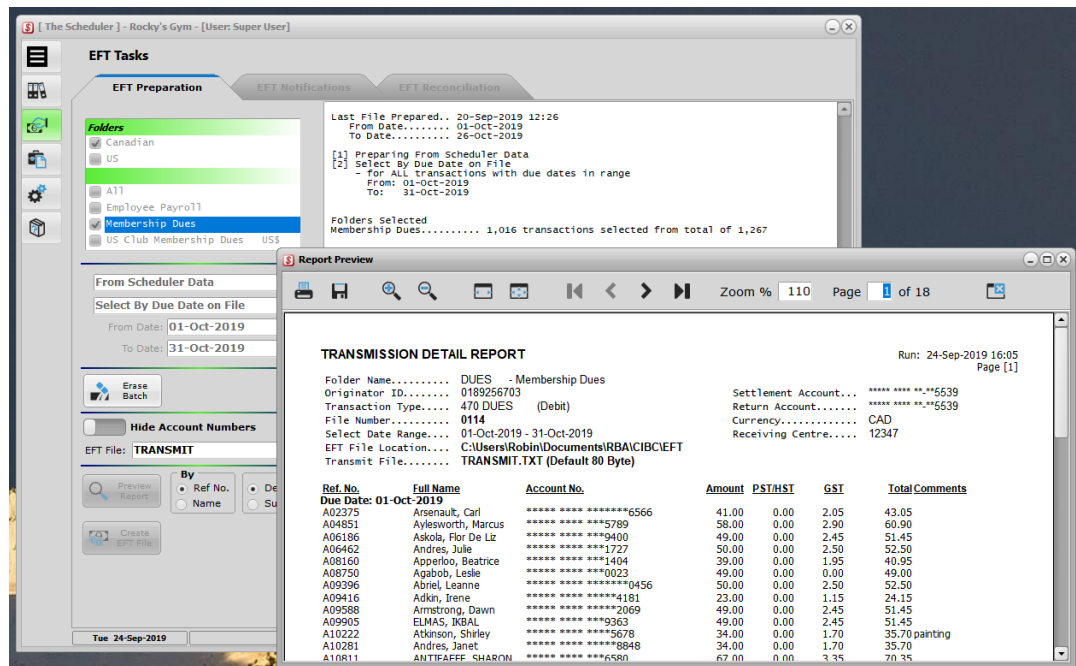 [ The Scheduler ] - Rocky's Gym - [User: Super User]
EFT Tasks
EFT Preparation EFT Notifications EFT Reconciliation
Folders
Canadian
US
All
Employee Payroll
Membership Dues
US Club Membership Dues US$
Last File Prepared.. 20-Sep-2019 12:26
From Date........ 01-Oct-2019
To Date.......... 26-Oct-2019
[1] Preparing From Scheduler Data
[2] Select By Due Date on File
- for ALL transactions with due dates in range
From: 01-Oct-2019
To: 31-Oct-2019
Folders Selected
Membership Dues.......... 1,016 transactions selected from total of 1,267
From Scheduler Data
Select By Due Date on File
From Date: 01-Oct-2019
To Date: 31-Oct-2019
Erase
Batch
Hide Account Numbers
EFT File: TRANSMIT
Preview
Report
By
Ref No.
Name
De
Su
Create
EFT File
Tue 24-Sep-2019
Report Preview
Zoom % 110 Page 1 of 18
TRANSMISSION DETAIL REPORT Run: 24-Sep-2019 16:05
Page [1]
Folder Name.......... DUES - Membership Dues
Originator ID........ 0189256703 Settlement Account... ***** **** **-**5539
Transaction Type..... 470 DUES (Debit) Return Account....... ***** **** **-**5539
File Number.......... 0114 Currency............. CAD
Select Date Range.... 01-Oct-2019 - 31-Oct-2019 Receiving Centre..... 12347
EFT File Location.... C:\Users\Robin\Documents\RBA\CIBC\EFT
Transmit File........ TRANSMIT.TXT (Default 80 Byte)
Ref. No. Full Name Account No. Amount PST/HST GST Total Comments
Due Date: 01-Oct-2019
A02375 Arsenault, Carl ***** **** *******6566 41.00 0.00 2.05 43.05
A04851 Aylesworth, Marcus ***** **** ***5789 58.00 0.00 2.90 60.90
A06186 Askola, Flor De Liz ***** **** ***9400 49.00 0.00 2.45 51.45
A06462 Andres, Julie ***** **** ***1727 50.00 0.00 2.50 52.50
A08160 Apperloo, Beatrice ***** **** ***1404 39.00 0.00 1.95 40.95
A08750 Agabob, Leslie ***** **** ***0023 49.00 0.00 0.00 49.00
A09396 Abriel, Leanne ***** **** *******0456 50.00 0.00 2.50 52.50
A09416 Adkin, Irene ***** **** *****4181 23.00 0.00 1.15 24.15
A09588 Armstrong, Dawn ***** **** *****2069 49.00 0.00 2.45 51.45
A09905 ELMAS, IKBAL ***** **** ***9363 49.00 0.00 2.45 51.45
A10222 Atkinson, Shirley ***** **** ***5678 34.00 0.00 1.70 35.70 painting
A10281 Andres, Janet ***** **** *****8848 34.00 0.00 1.70 35.70
A10811 ANTIFAEFF, SHARON ***** **** ***6580 67.00 0.00 3.35 70.35